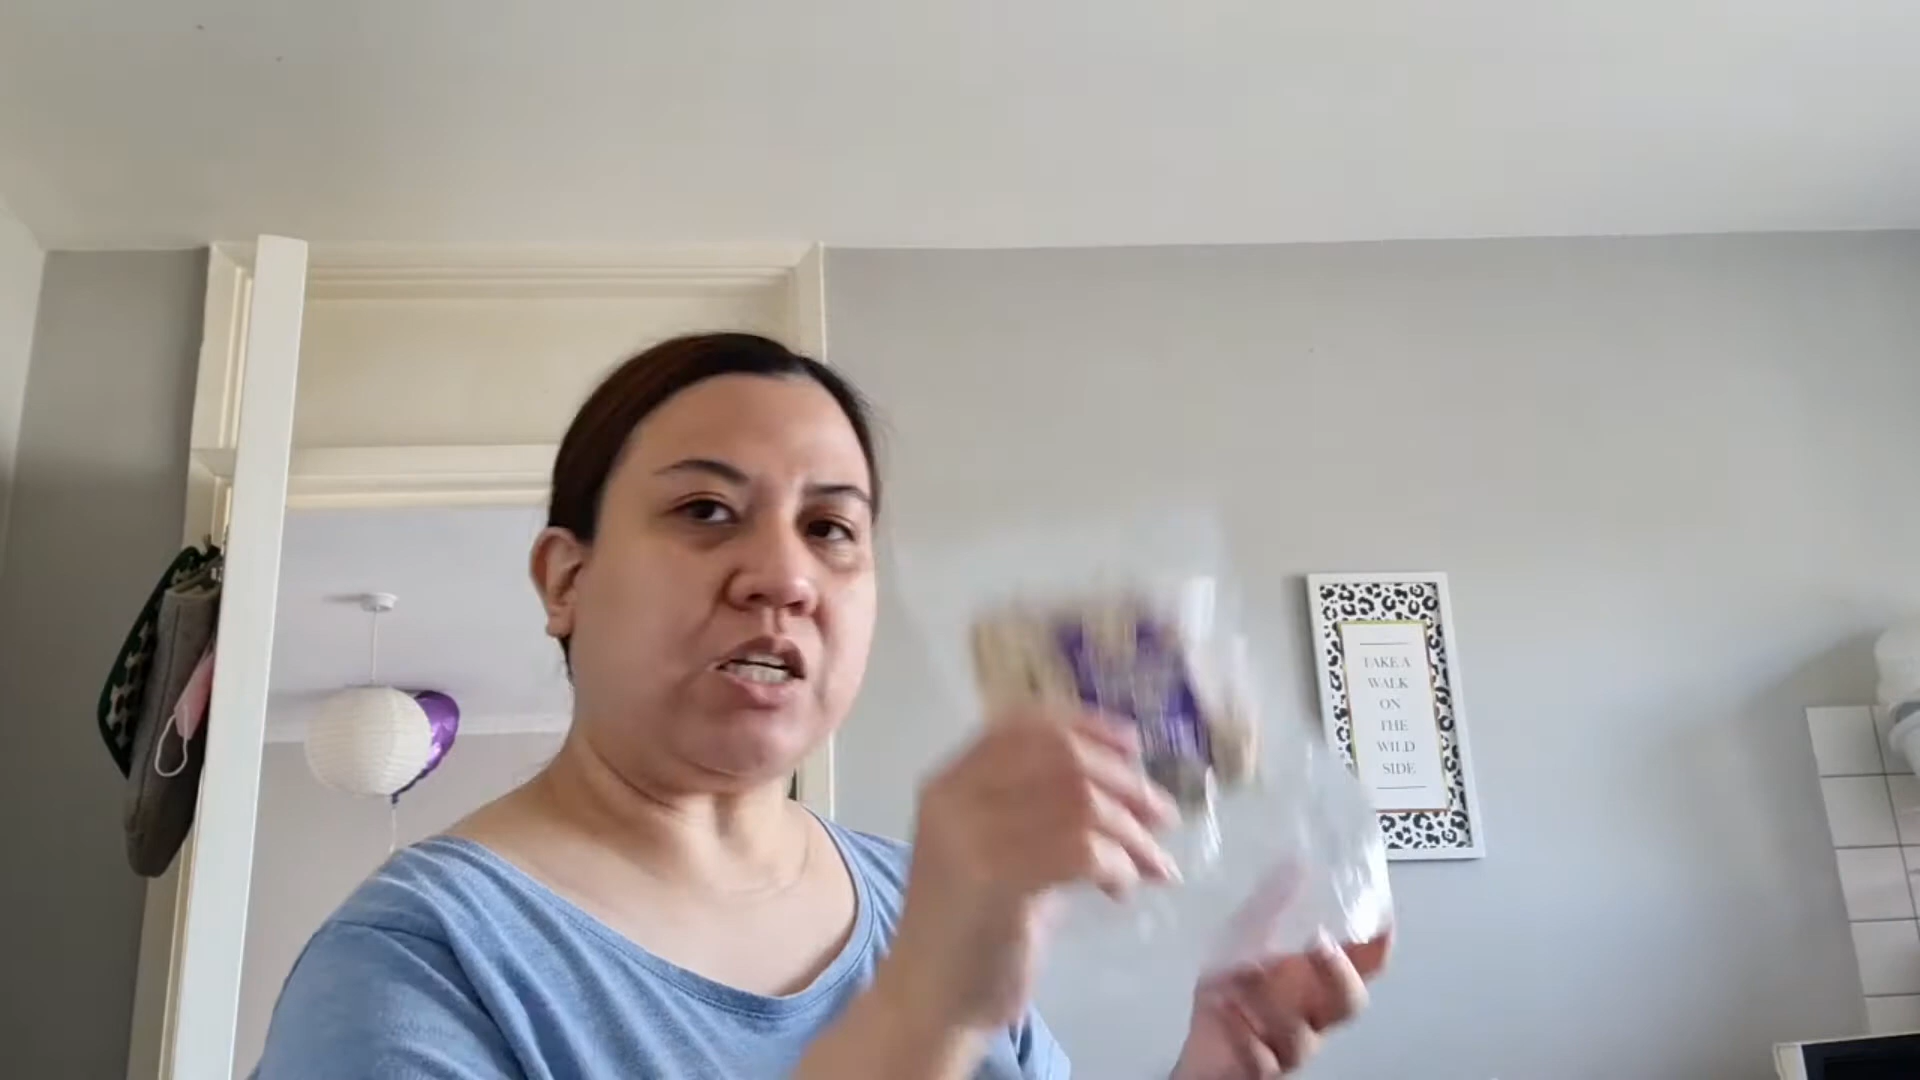 TAKE A
WALK
ON
THE
WILD
SIDE